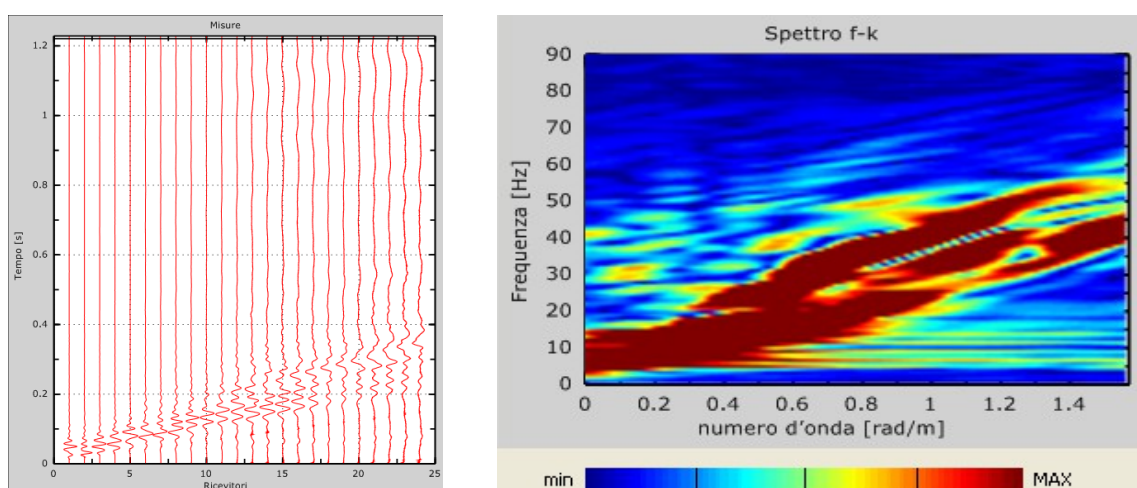 Misure
1.2
1
0.8
0.6
0.4
0.2
0
0 5 10 15 20 25
Tempo [s]
Ricevitori
Spettro f-k
90
80
70
60
50
40
30
20
10
0
0 0.2 0.4 0.6 0.8 1 1.2 1.4
Frequenza [Hz]
numero d'onda [rad/m]
min MAX